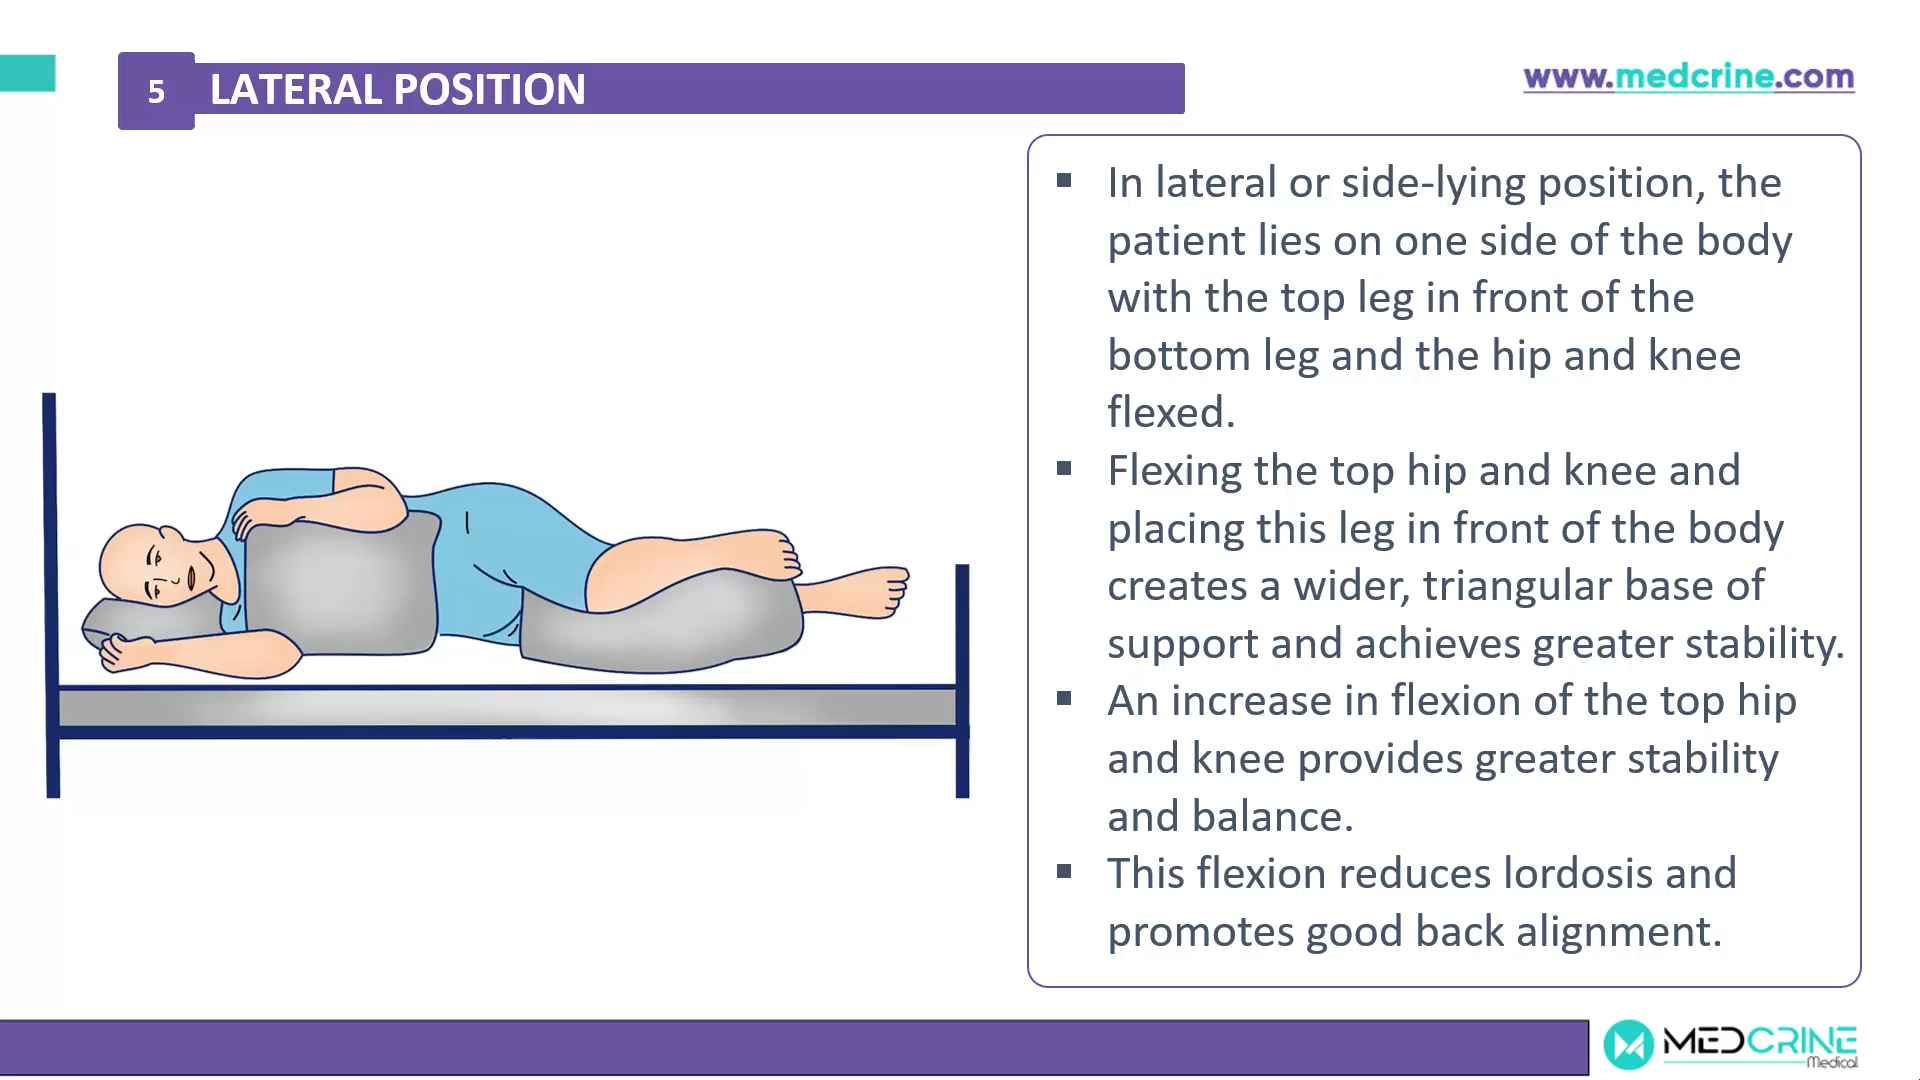 5 LATERAL POSITION
www.medcrine.com
▪ In lateral or side-lying position, the
patient lies on one side of the body
with the top leg in front of the
bottom leg and the hip and knee
flexed.
▪ Flexing the top hip and knee and
placing this leg in front of the body
creates a wider, triangular base of
support and achieves greater stability.
▪ An increase in flexion of the top hip
and knee provides greater stability
and balance.
▪ This flexion reduces lordosis and
promotes good back alignment.
MEDCRINE
Medical